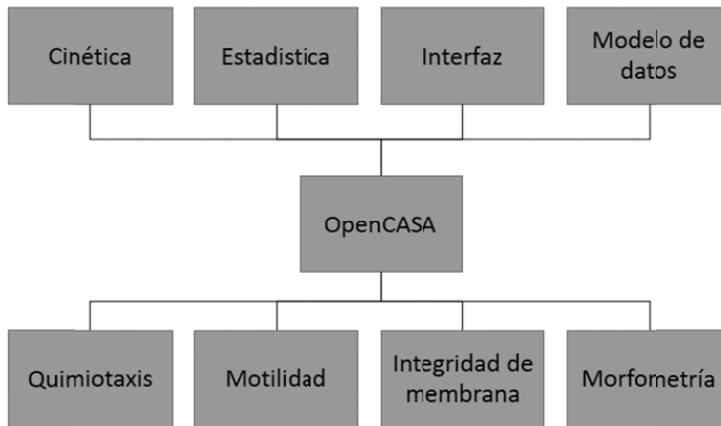 Cinética
Estadistica
Interfaz
Modelo de
datos
OpenCASA
Quimiotaxis
Motilidad
Integridad de
membrana
Morfometría